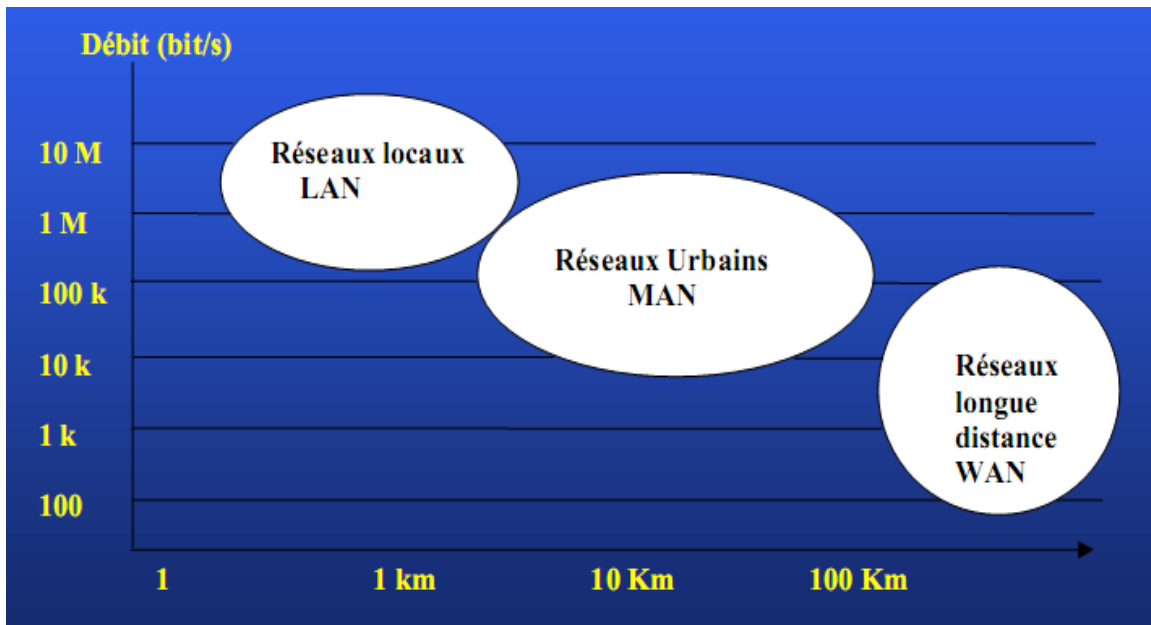 Débit (bit/s)
10 M
1 M
100 k
10 k
1 k
100
Réseaux locaux
LAN
Réseaux Urbains
MAN
Réseaux
longue
distance
WAN
1 1 km 10 Km 100 Km